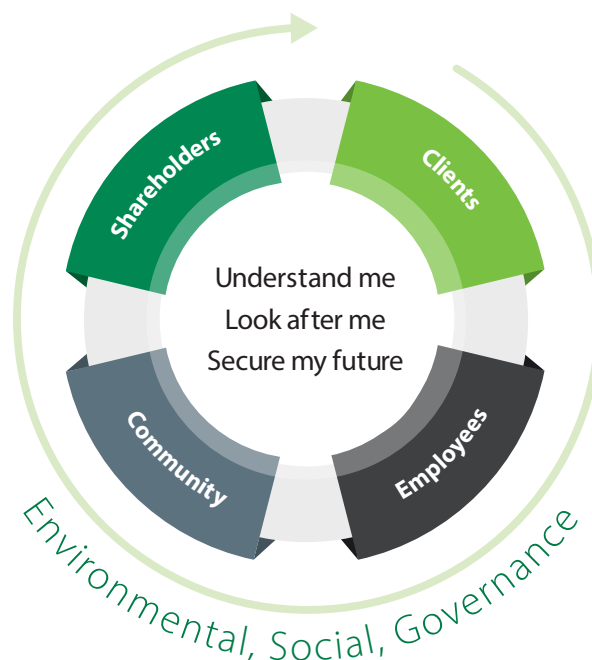 Shareholders
Clients
Understand me
Look after me
Secure my future
Community
Employees
Environmental, Social, Governance